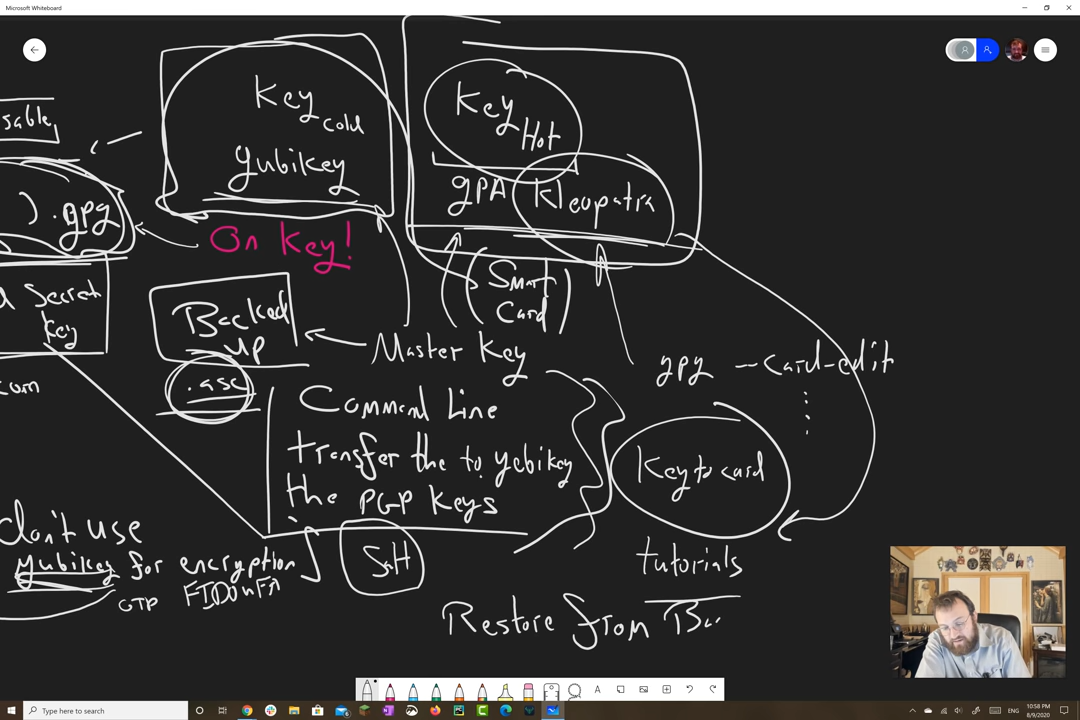 Microsoft Whiteboard
sable
) .gpg
Secret
Key
com
Key cold
yubikey
On Key!
Key Hot
GPA Kleopatra
(Smart
Card)
Backed
up
.asc
Master Key
Command Line
transfer the to yubikey
the PGP Keys
gpg --card-edit
Key to card
tutorials
don't use
yubikey for encryption
OTP
Restore from
Type here to search
ENG
10:58 PM
8/9/2020